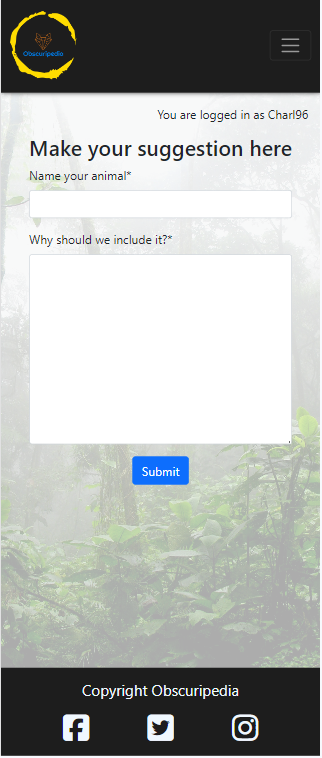 Obscuripedia
You are logged in as Charl96
Make your suggestion here
Name your animal*
Why should we include it?*
Submit
Copyright Obscuripedia